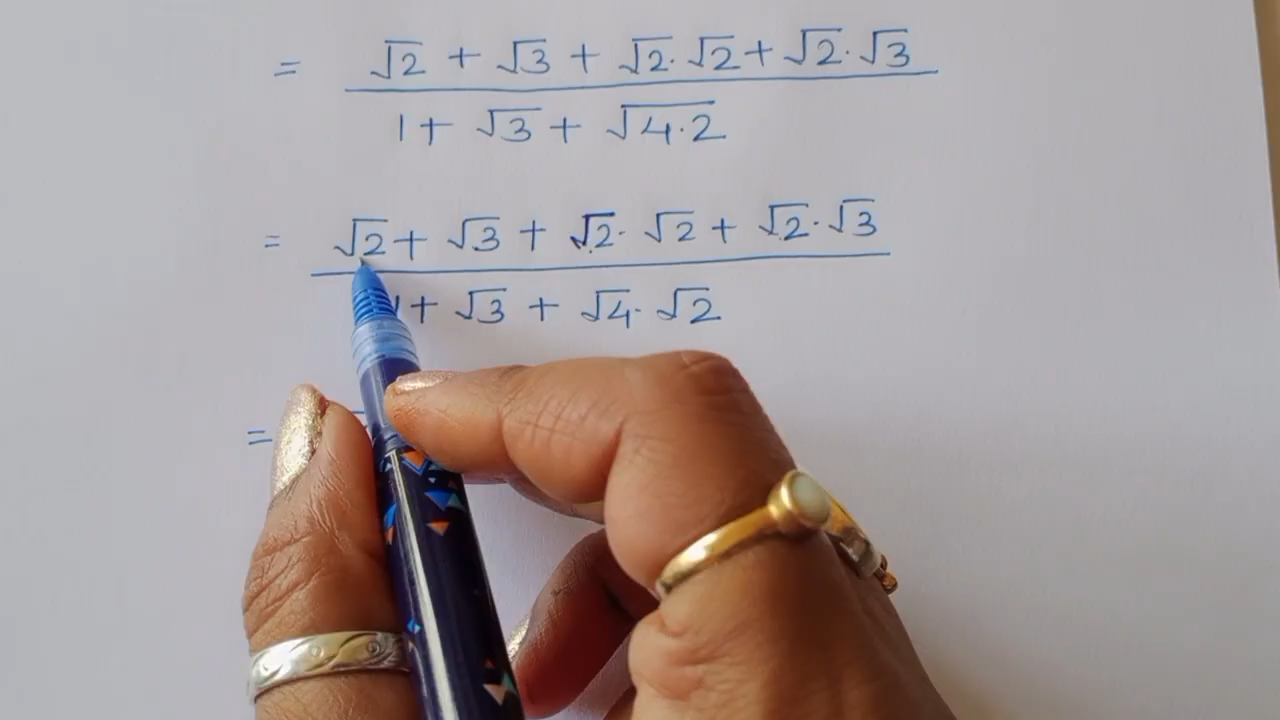 = √2 + √3 + √2·√2 + √2·√3
1 + √3 + √4·2
= √2 + √3 + √2·√2 + √2·√3
1 + √3 + √4·√2
=